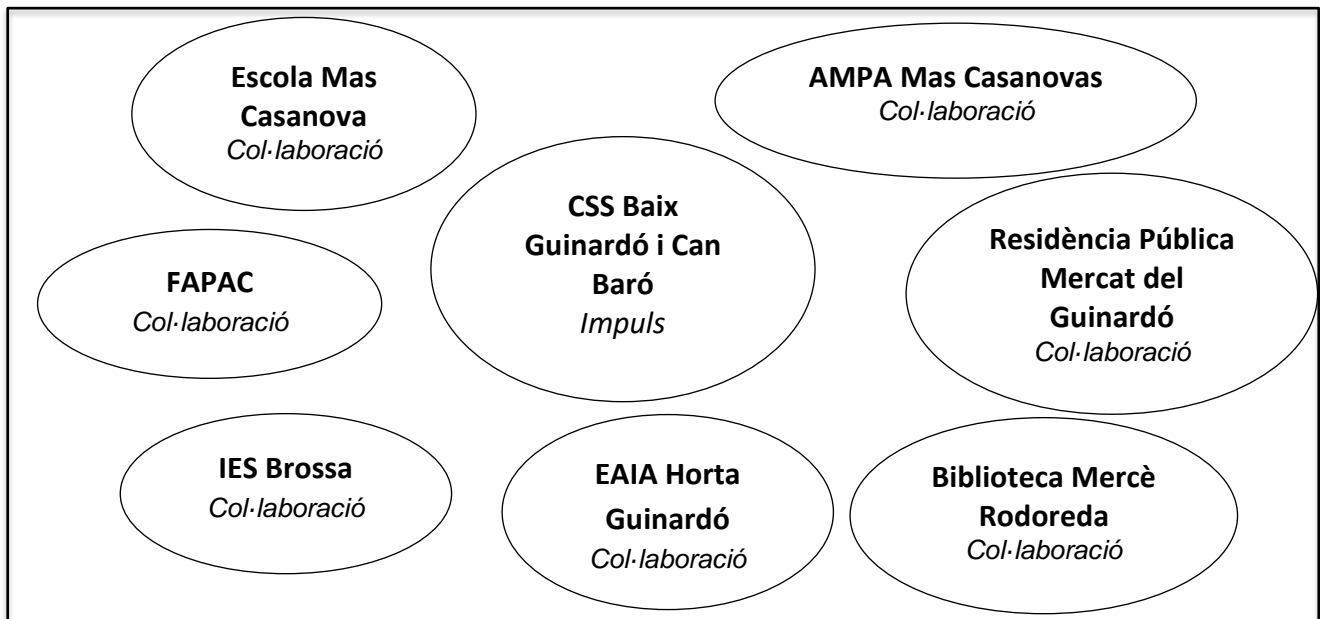 Escola Mas
Casanova
Col·laboració
AMPA Mas Casanovas
Col·laboració
CSS Baix
Guinardó i Can
Baró
Impuls
Residència Pública
Mercat del
Guinardó
Col·laboració
FAPAC
Col·laboració
IES Brossa
Col·laboració
EAIA Horta
Guinardó
Col·laboració
Biblioteca Mercè
Rodoreda
Col·laboració